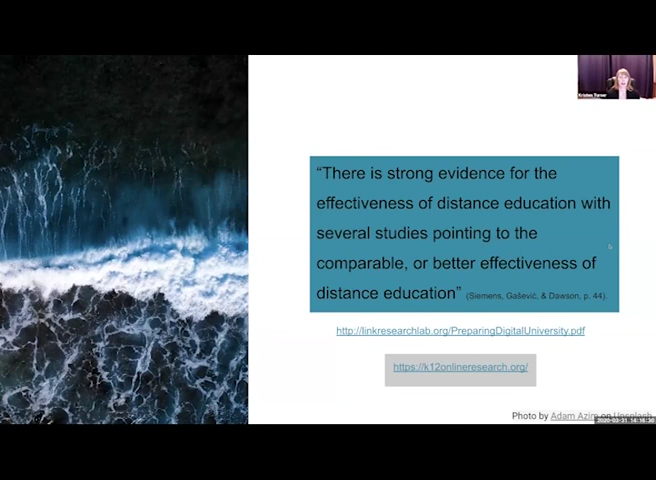 Kristen Turner
“There is strong evidence for the
effectiveness of distance education with
several studies pointing to the
comparable, or better effectiveness of
distance education” (Siemens, Gašević, & Dawson, p. 44).
http://linkresearchlab.org/PreparingDigitalUniversity.pdf
https://k12onlineresearch.org/
Photo by Adam Azim on Unsplash